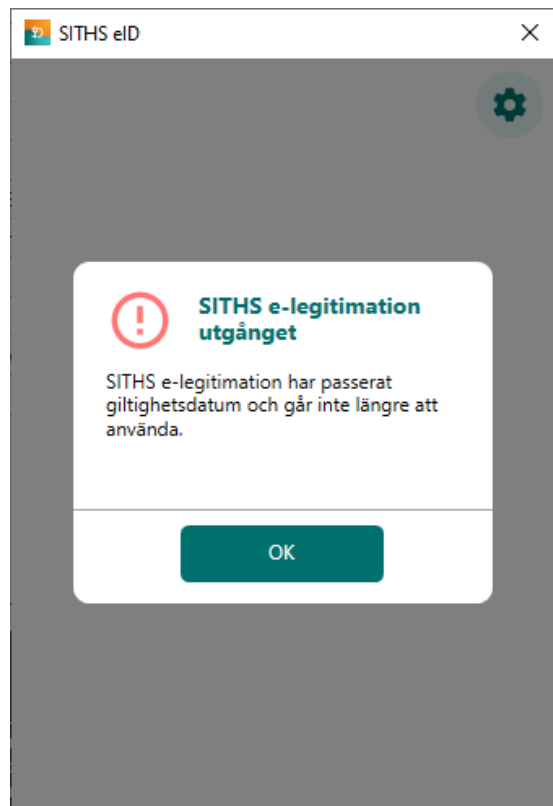 SITHS eID
SITHS e-legitimation
utgånget
SITHS e-legitimation har passerat
giltighetsdatum och går inte längre att
använda.
OK